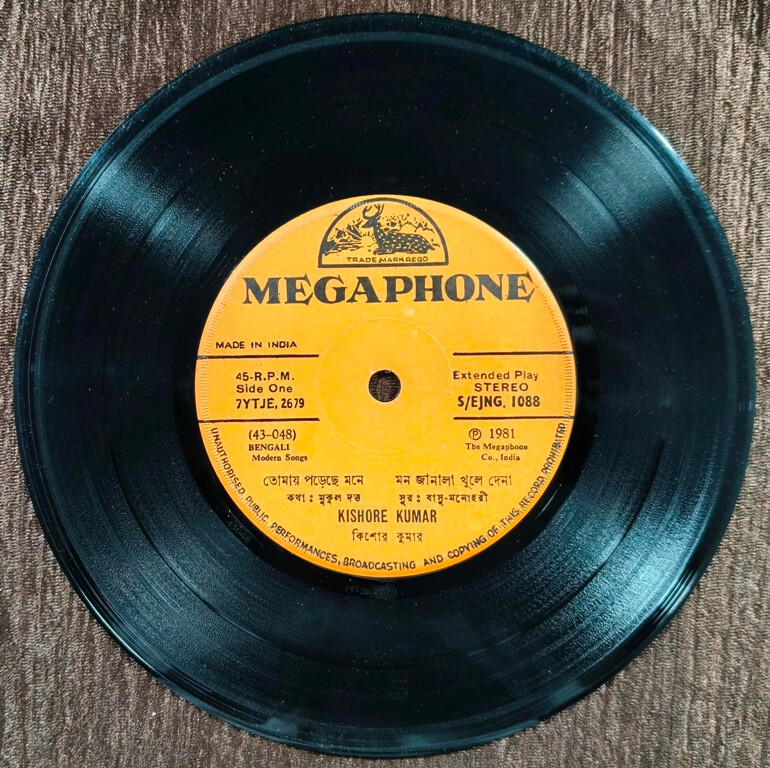 TRADE MARK REGD
MEGAPHONE
MADE IN INDIA
45-R.P.M.
Side One
7YTJE, 2679
Extended Play
STEREO
S/EJNG. 1088
(43-048)
BENGALI
Modern Songs
Ⓟ 1981
The Megaphone
Co., India
তোমায় পড়েছে মনে মন জানালা খুলে দেনা
কথা : মুকুল দত্ত সুর : বাসু-মনোহরী
KISHORE KUMAR
কিশোর কুমার
UNAUTHORISED PUBLIC PERFORMANCES, BROADCASTING AND COPYING OF THIS RECORD PROHIBITED
7YTJE 2679